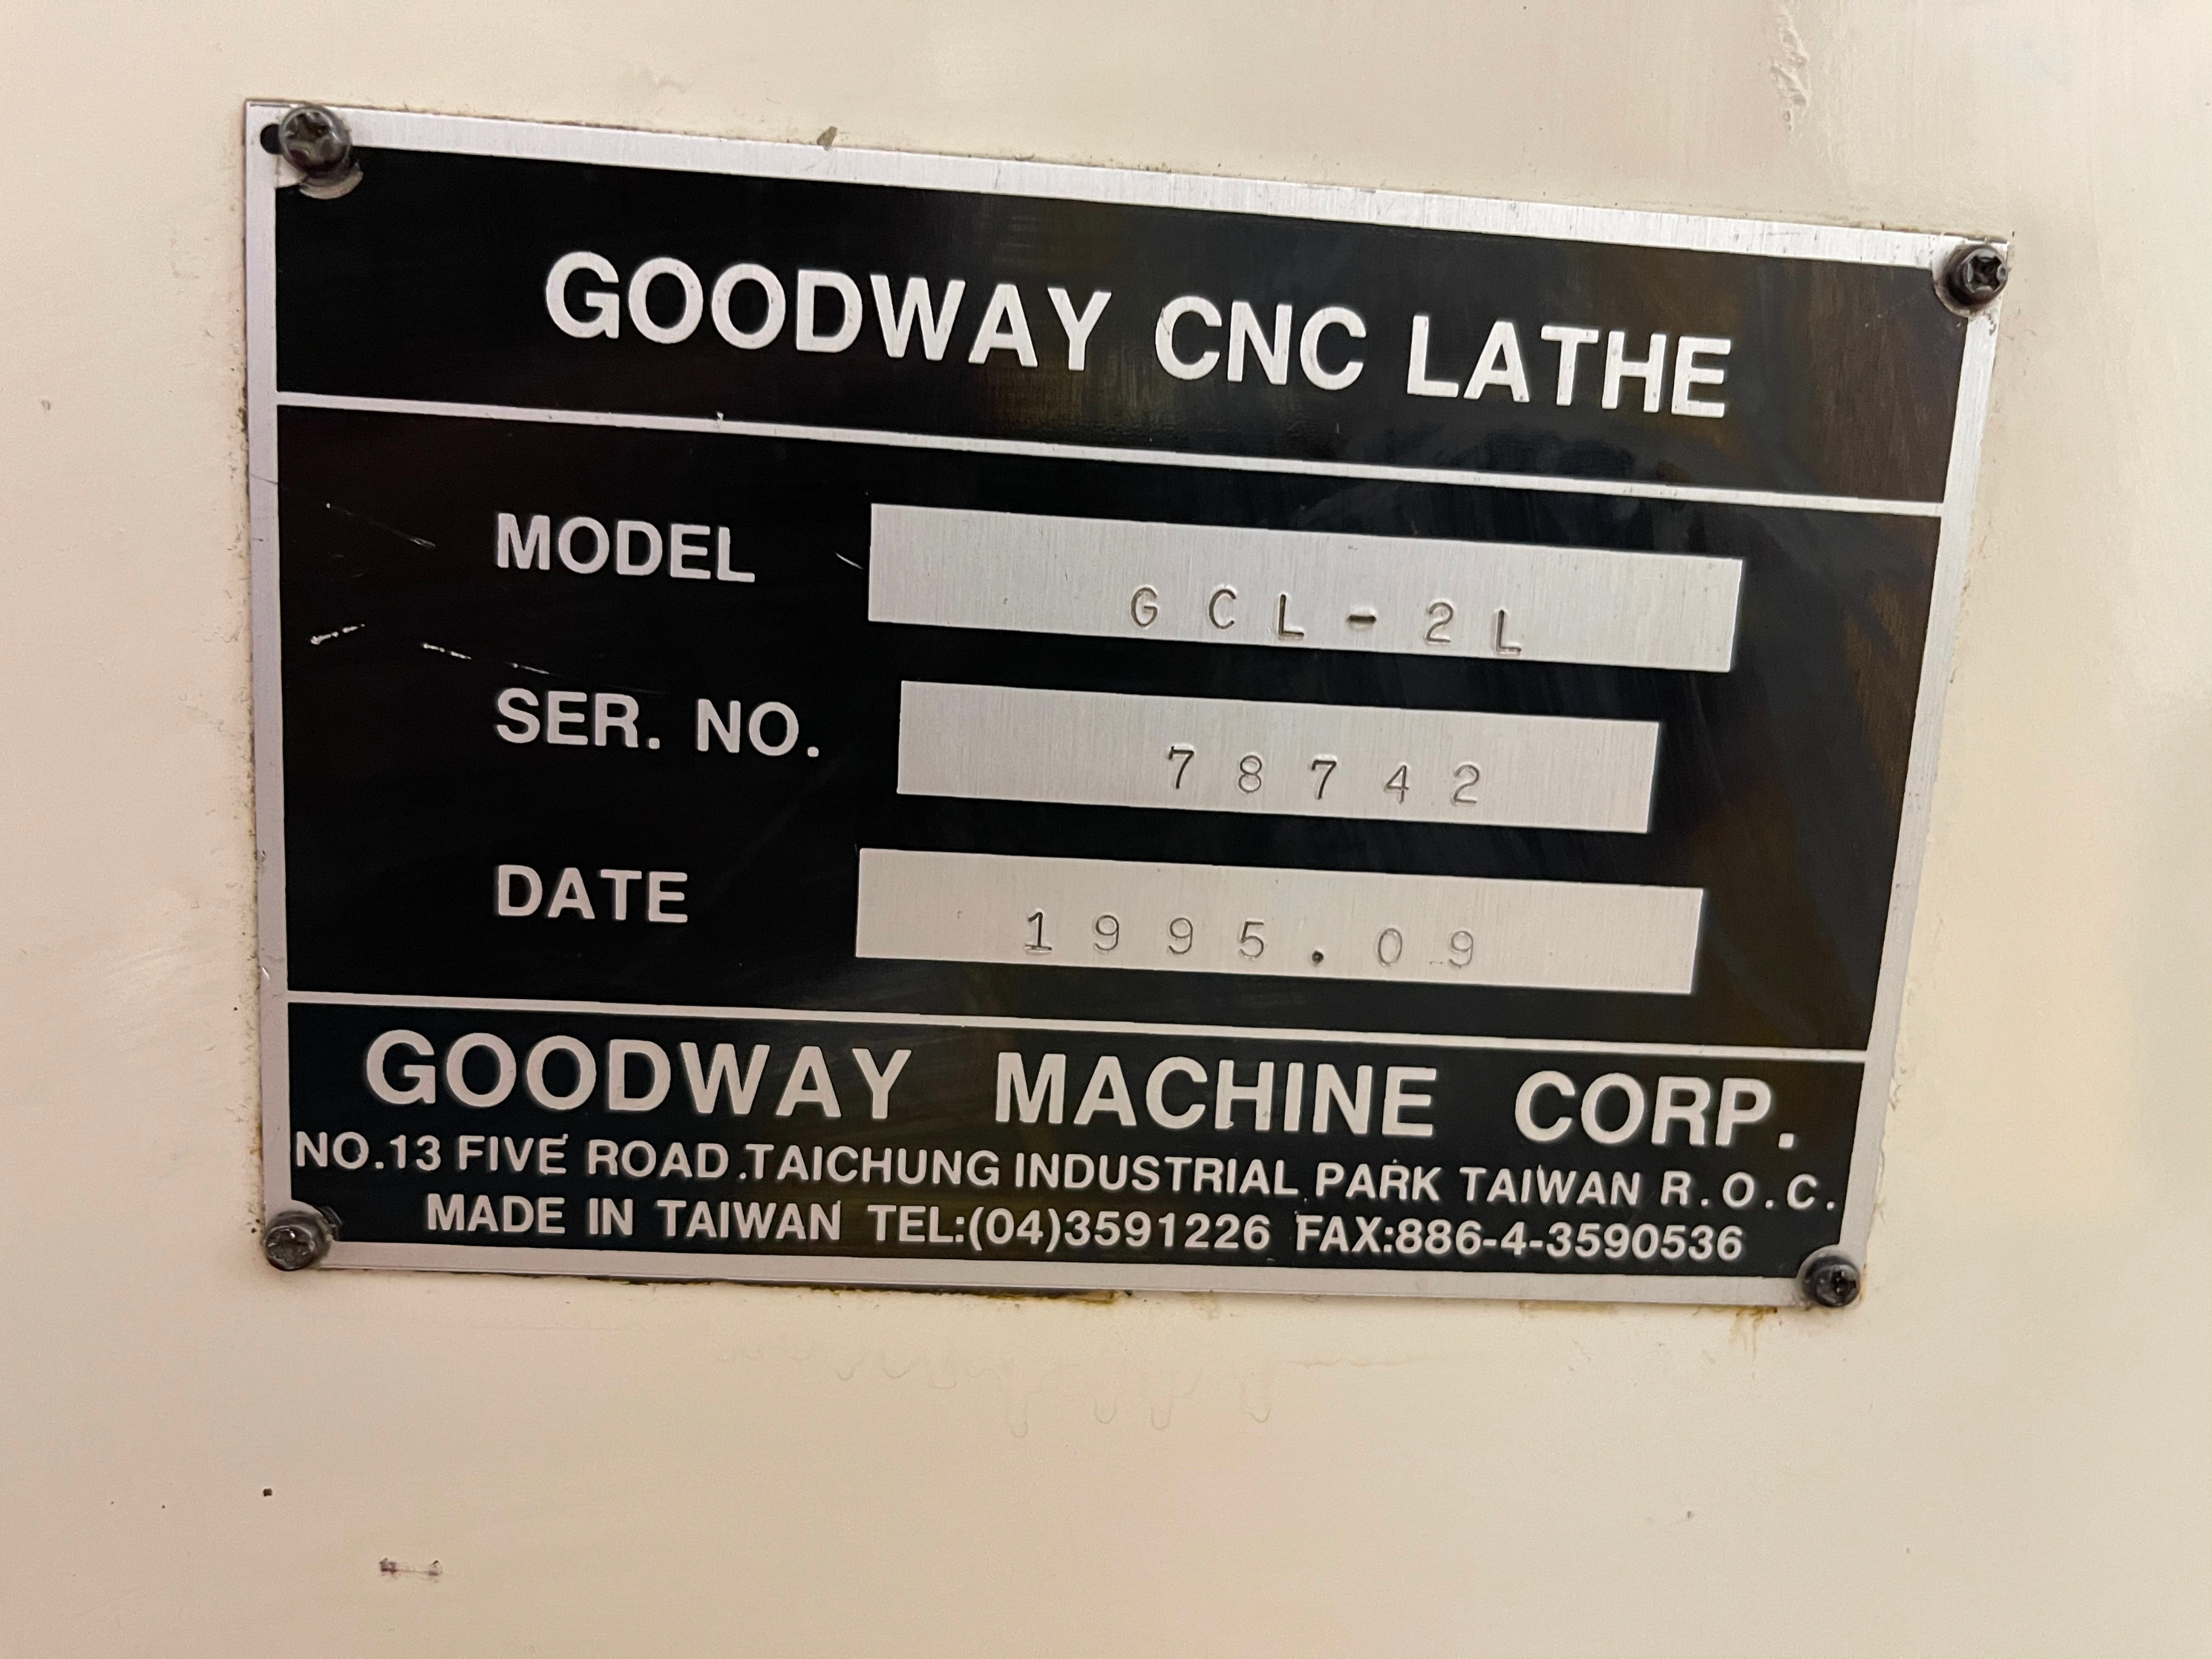 GOODWAY CNC LATHE
MODEL GCL-2L
SER. NO. 78742
DATE 1995.09
GOODWAY MACHINE CORP.
NO.13 FIVE ROAD.TAICHUNG INDUSTRIAL PARK TAIWAN R.O.C.
MADE IN TAIWAN TEL:(04)3591226 FAX:886-4-3590536